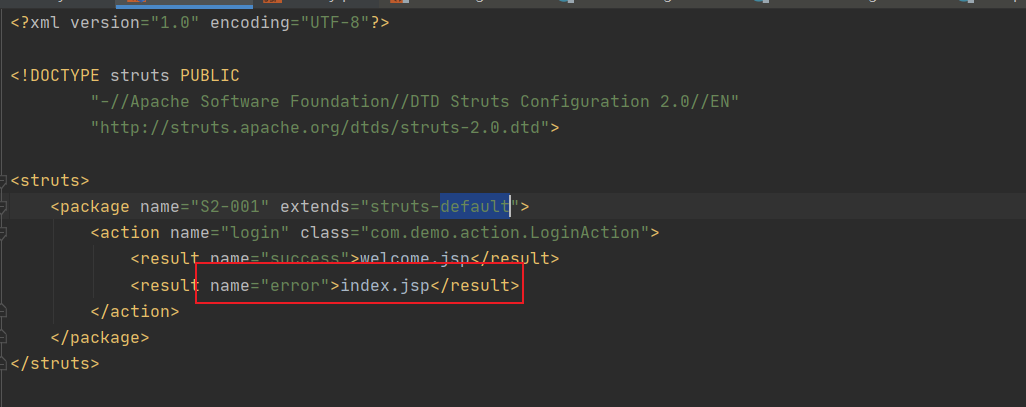 <?xml version="1.0" encoding="UTF-8"?>
<!DOCTYPE struts PUBLIC
"-//Apache Software Foundation//DTD Struts Configuration 2.0//EN"
"http://struts.apache.org/dtds/struts-2.0.dtd">
<struts>
<package name="S2-001" extends="struts-default">
<action name="login" class="com.demo.action.LoginAction">
<result name="success">welcome.jsp</result>
<result name="error">index.jsp</result>
</action>
</package>
</struts>